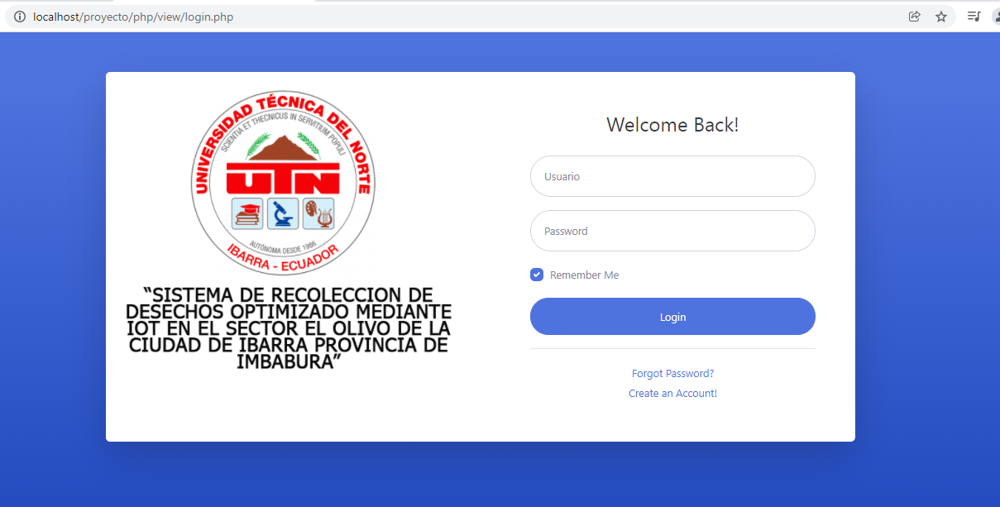 localhost/proyecto/php/view/login.php
UNIVERSIDAD TÉCNICA DEL NORTE
SCIENTIA ET THECNICUS IN SERVITIUM POPULI
UTN
AUTÓNOMA DESDE 1986
IBARRA - ECUADOR
“SISTEMA DE RECOLECCION DE
DESECHOS OPTIMIZADO MEDIANTE
IOT EN EL SECTOR EL OLIVO DE LA
CIUDAD DE IBARRA PROVINCIA DE
IMBABURA”
Welcome Back!
Usuario
Password
Remember Me
Login
Forgot Password?
Create an Account!